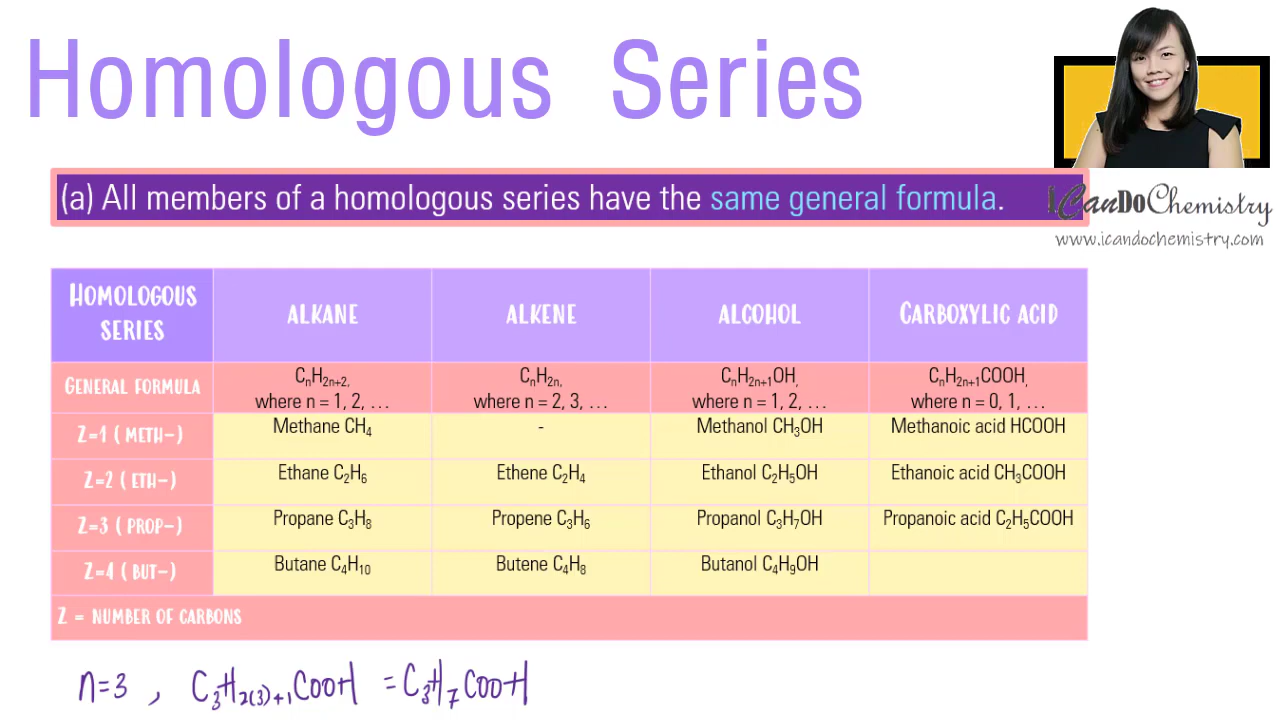 Homologous Series
(a) All members of a homologous series have the same general formula.
iCanDoChemistry
www.icandochemistry.com
HOMOLOGOUS SERIES ALKANE ALKENE ALCOHOL CARBOXYLIC ACID
GENERAL FORMULA CₙH₂ₙ₊₂, where n = 1, 2, … CₙH₂ₙ, where n = 2, 3, … CₙH₂ₙ₊₁OH, where n = 1, 2, … CₙH₂ₙ₊₁COOH, where n = 0, 1, …
Z=1 ( METH-) Methane CH₄ - Methanol CH₃OH Methanoic acid HCOOH
Z=2 ( ETH-) Ethane C₂H₆ Ethene C₂H₄ Ethanol C₂H₅OH Ethanoic acid CH₃COOH
Z=3 ( PROP-) Propane C₃H₈ Propene C₃H₆ Propanol C₃H₇OH Propanoic acid C₂H₅COOH
Z=4 ( BUT-) Butane C₄H₁₀ Butene C₄H₈ Butanol C₄H₉OH
Z = NUMBER OF CARBONS
n=3 , C₃H₂₍₃₎₊₁COOH = C₃H₇COOH